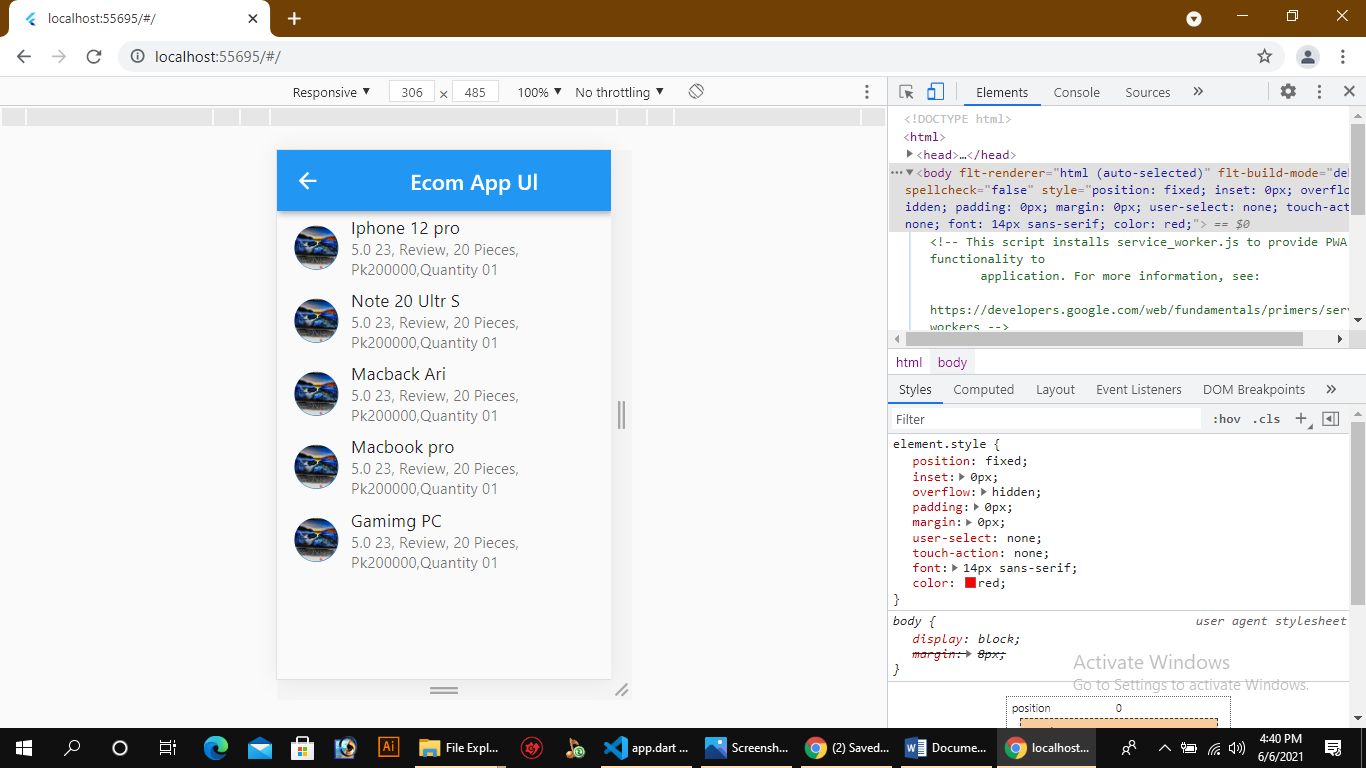 localhost:55695/#/
localhost:55695/#/
Responsive 306 × 485 100% No throttling
Elements Console Sources
<!DOCTYPE html>
<html>
<head>…</head>
<body flt-renderer="html (auto-selected)" flt-build-mode="de
spellcheck="false" style="position: fixed; inset: 0px; overflo
idden; padding: 0px; margin: 0px; user-select: none; touch-act
none; font: 14px sans-serif; color: red;"> == $0
<!-- This script installs service_worker.js to provide PWA
functionality to
application. For more information, see:
https://developers.google.com/web/fundamentals/primers/ser
workers -->
html body
Styles Computed Layout Event Listeners DOM Breakpoints
Filter :hov .cls
element.style {
position: fixed;
inset: 0px;
overflow: hidden;
padding: 0px;
margin: 0px;
user-select: none;
touch-action: none;
font: 14px sans-serif;
color: red;
}
body { user agent stylesheet
display: block;
margin: 8px;
}
position 0
Ecom App Ul
Iphone 12 pro
5.0 23, Review, 20 Pieces,
Pk200000,Quantity 01
Note 20 Ultr S
5.0 23, Review, 20 Pieces,
Pk200000,Quantity 01
Macback Ari
5.0 23, Review, 20 Pieces,
Pk200000,Quantity 01
Macbook pro
5.0 23, Review, 20 Pieces,
Pk200000,Quantity 01
Gamimg PC
5.0 23, Review, 20 Pieces,
Pk200000,Quantity 01
Activate Windows
Go to Settings to activate Windows.
Ai File Expl... app.dart ... Screensh... (2) Saved... Docume... localhost...
4:40 PM
6/6/2021